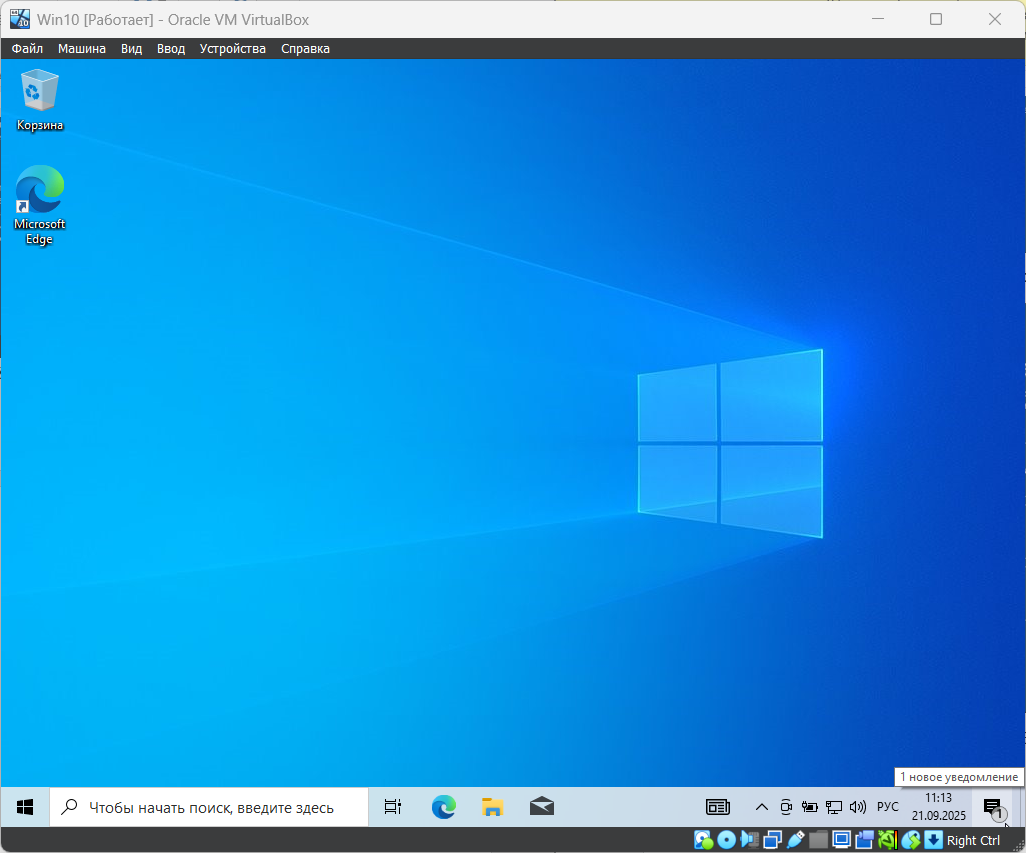 Win10 [Работает] - Oracle VM VirtualBox
Файл Машина Вид Ввод Устройства Справка
Корзина
Microsoft
Edge
1 новое уведомление
Чтобы начать поиск, введите здесь
РУС
11:13
21.09.2025
1
Right Ctrl